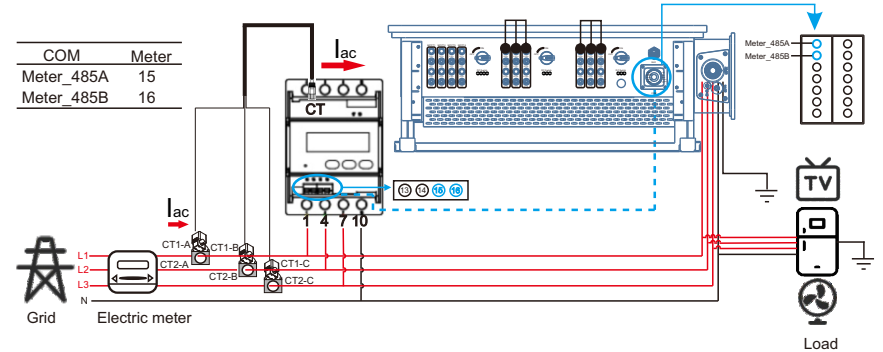 COM Meter
Meter_485A 15
Meter_485B 16
Iac
CT
Meter_485A
Meter_485B
13 14 15 16
1 4 7 10
Iac
CT1-A
CT1-B
CT2-A
CT1-C
CT2-B
CT2-C
L1
L2
L3
N
Grid
Electric meter
TV
Load